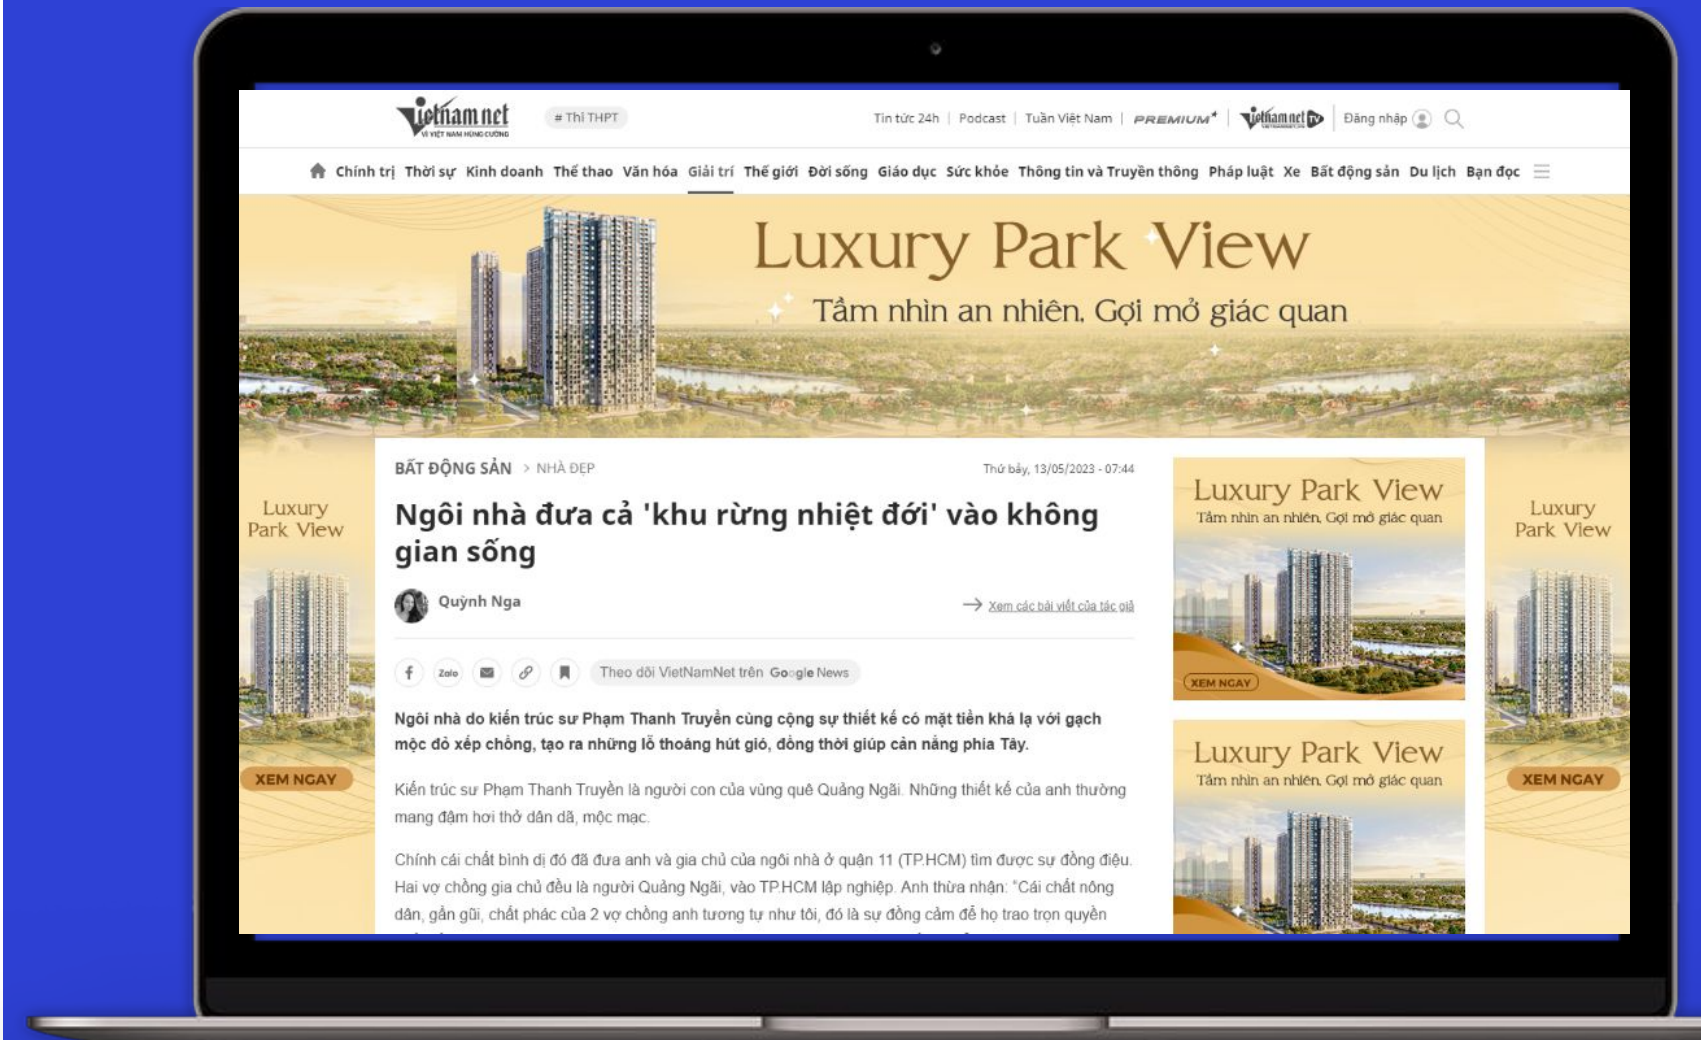 vietnamnet
VÌ VIỆT NAM HÙNG CƯỜNG
# Thi THPT
Tin tức 24h | Podcast | Tuần Việt Nam | PREMIUM | vietnamnet TV | Đăng nhập
Chính trị Thời sự Kinh doanh Thể thao Văn hóa Giải trí Thế giới Đời sống Giáo dục Sức khỏe Thông tin và Truyền thông Pháp luật Xe Bất động sản Du lịch Bạn đọc
Luxury Park View
Tầm nhìn an nhiên, Gợi mở giác quan
BẤT ĐỘNG SẢN > NHÀ ĐẸP
Thứ bảy, 13/05/2023 - 07:44
Ngôi nhà đưa cả 'khu rừng nhiệt đới' vào không
gian sống
Quỳnh Nga
Xem các bài viết của tác giả
Zalo
Theo dõi VietNamNet trên Google News
Ngôi nhà do kiến trúc sư Phạm Thanh Truyền cùng cộng sự thiết kế có mặt tiền khá lạ với gạch
mộc đỏ xếp chồng, tạo ra những lỗ thoáng hút gió, đồng thời giúp cản nắng phía Tây.
Kiến trúc sư Phạm Thanh Truyền là người con của vùng quê Quảng Ngãi. Những thiết kế của anh thường
mang đậm hơi thở dân dã, mộc mạc.
Chính cái chất bình dị đó đã đưa anh và gia chủ của ngôi nhà ở quận 11 (TP.HCM) tìm được sự đồng điệu.
Hai vợ chồng gia chủ đều là người Quảng Ngãi, vào TP.HCM lập nghiệp. Anh thừa nhận: “Cái chất nông
dân, gần gũi, chất phác của 2 vợ chồng anh tương tự như tôi, đó là sự đồng cảm để họ trao trọn quyền
Luxury
Park View
XEM NGAY
Luxury Park View
Tầm nhìn an nhiên, Gợi mở giác quan
XEM NGAY
Luxury Park View
Tầm nhìn an nhiên, Gợi mở giác quan
Luxury
Park View
XEM NGAY